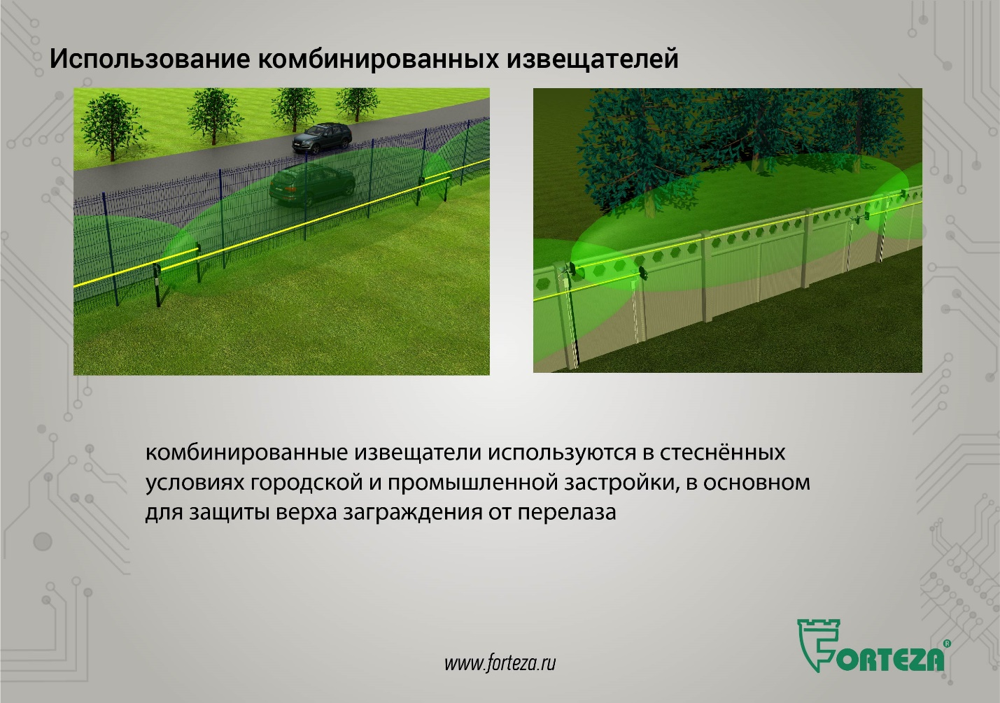 Использование комбинированных извещателей
комбинированные извещатели используются в стеснённых
условиях городской и промышленной застройки, в основном
для защиты верха заграждения от перелаза
www.forteza.ru
FORTEZA®